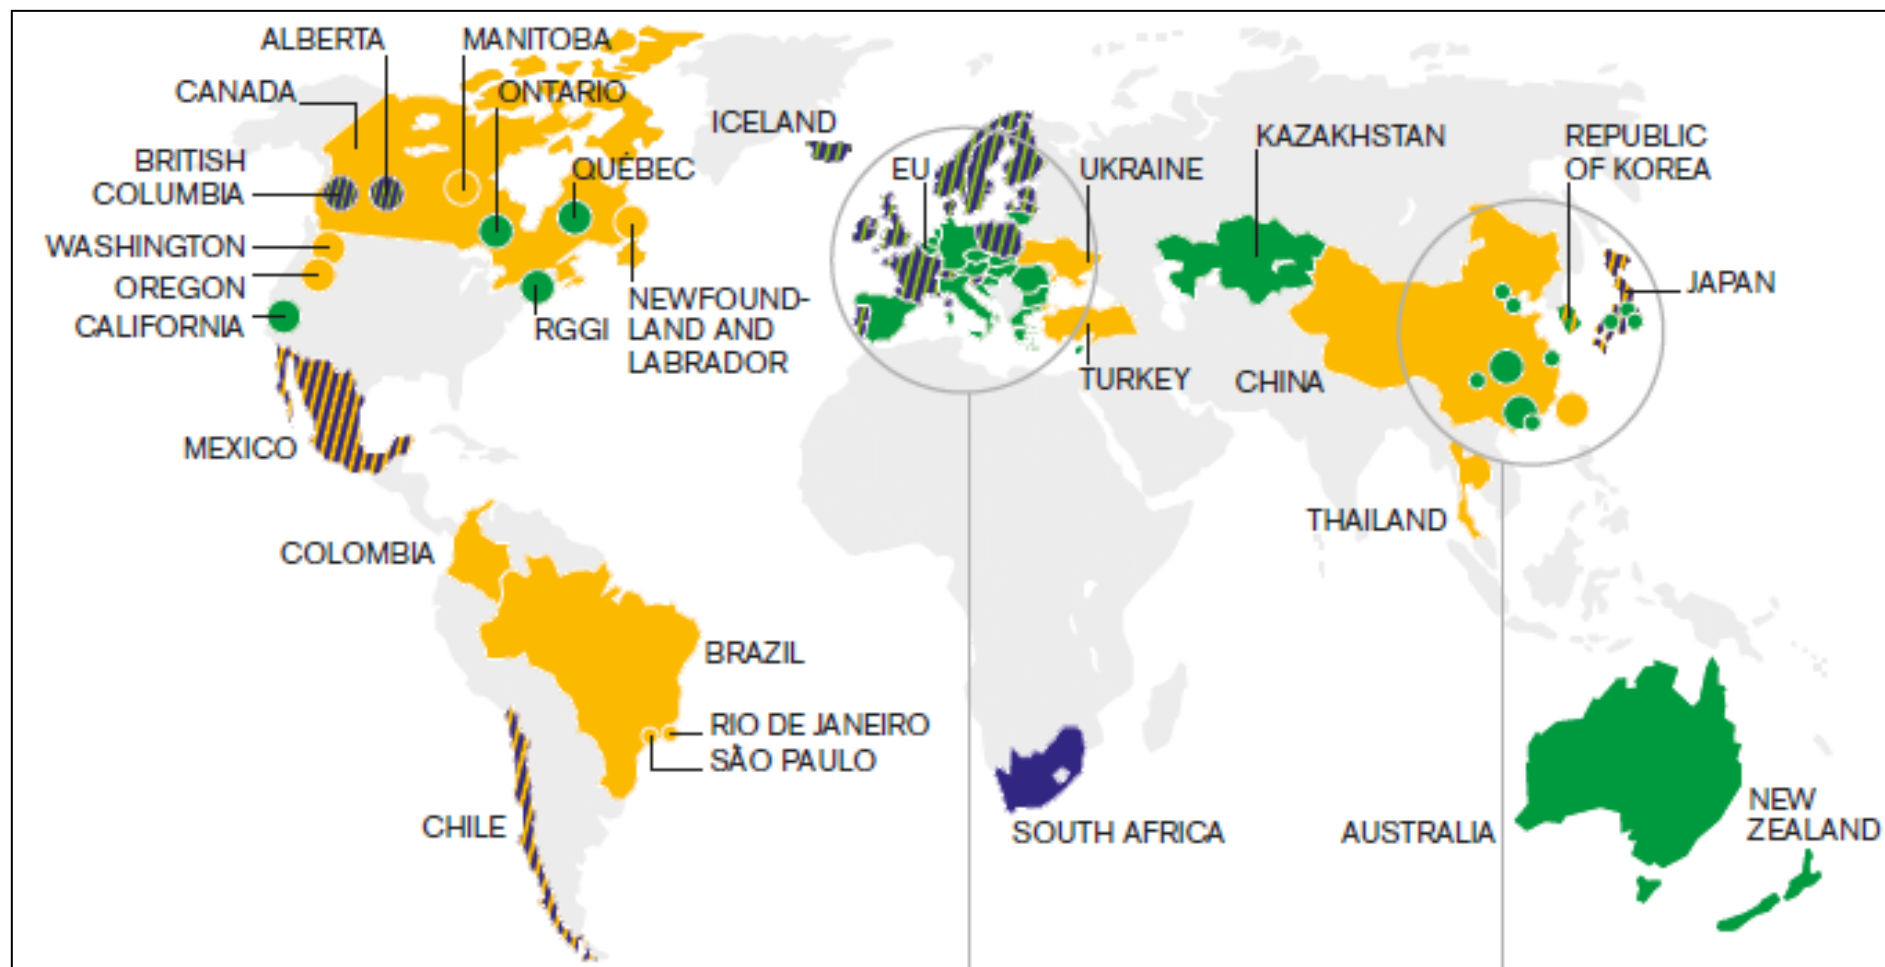 ALBERTA
MANITOBA
CANADA
ONTARIO
ICELAND
KAZAKHSTAN
REPUBLIC
OF KOREA
BRITISH
COLUMBIA
QUÉBEC
EU
UKRAINE
WASHINGTON
OREGON
CALIFORNIA
RGGI
NEWFOUND-
LAND AND
LABRADOR
JAPAN
TURKEY
CHINA
MEXICO
THAILAND
COLOMBIA
BRAZIL
RIO DE JANEIRO
SÃO PAULO
CHILE
SOUTH AFRICA
AUSTRALIA
NEW
ZEALAND